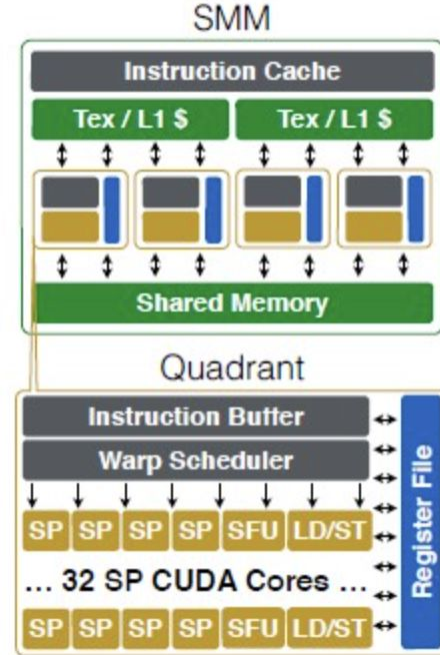 SMM
Instruction Cache
Tex / L1 $ Tex / L1 $
Shared Memory
Quadrant
Instruction Buffer
Warp Scheduler
Register File
SP SP SP SP SFU LD/ST
... 32 SP CUDA Cores ...
SP SP SP SP SFU LD/ST